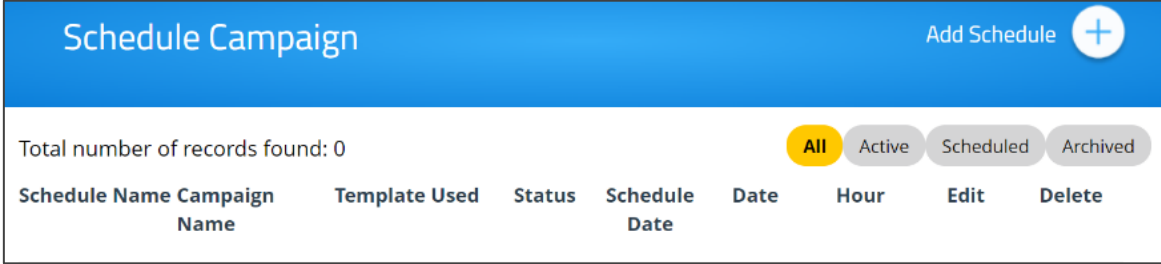 Schedule Campaign
Add Schedule
Total number of records found: 0
All Active Scheduled Archived
Schedule Name Campaign Name Template Used Status Schedule Date Date Hour Edit Delete